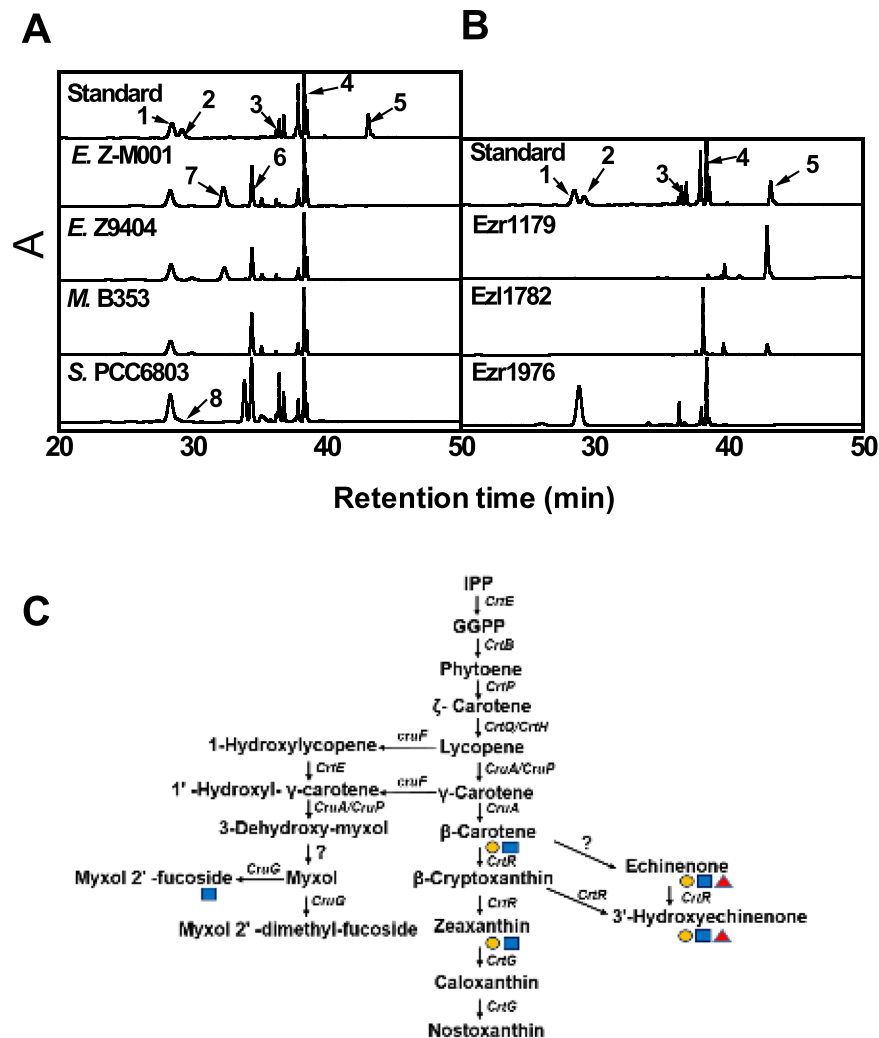 A
B
Standard
1
2
3
4
5
E. Z-M001
7
6
E. Z9404
M. B353
S. PCC6803
8
A
20
30
40
50
Standard
1
2
3
4
5
Ezr1179
Ezl1782
Ezr1976
30
40
50
Retention time (min)
C
IPP
CrtE
GGPP
CrtB
Phytoene
CrtP
ζ- Carotene
CrtQ/CrtH
1-Hydroxylycopene
cruF
Lycopene
CrtE
CruA/CruP
1' -Hydroxyl- γ-carotene
cruF
γ-Carotene
CruA/CruP
CruA
3-Dehydroxy-myxol
β-Carotene
?
?
CrtR
Echinenone
Myxol 2' -fucoside
CruG
Myxol
β-Cryptoxanthin
CrtR
CrtR
CruG
CrtR
3'-Hydroxyechinenone
Myxol 2' -dimethyl-fucoside
Zeaxanthin
CrtG
Caloxanthin
CrtG
Nostoxanthin